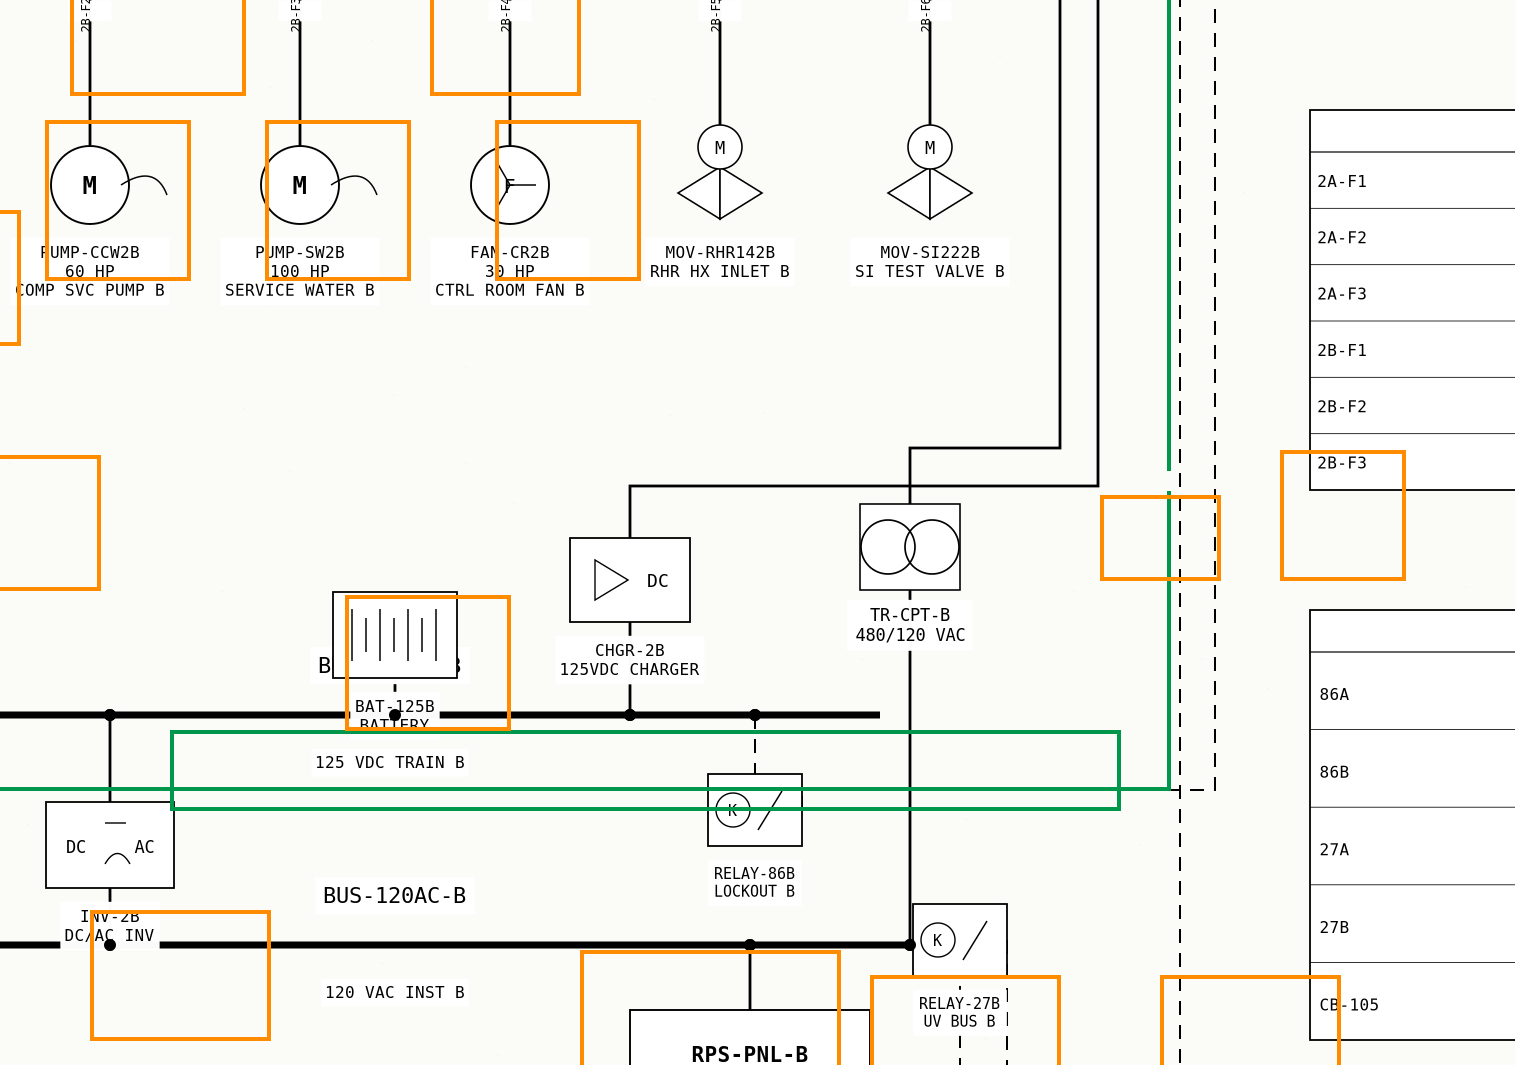 2B-F2
2B-F3
2B-F4
2B-F5
2B-F6
M
M
F
M
M
PUMP-CCW2B
60 HP
COMP SVC PUMP B
PUMP-SW2B
100 HP
SERVICE WATER B
FAN-CR2B
30 HP
CTRL ROOM FAN B
MOV-RHR142B
RHR HX INLET B
MOV-SI222B
SI TEST VALVE B
2A-F1
2A-F2
2A-F3
2B-F1
2B-F2
2B-F3
DC
CHGR-2B
125VDC CHARGER
TR-CPT-B
480/120 VAC
BAT-125B
BATTERY
125 VDC TRAIN B
DC AC
INV-2B
DC/AC INV
K
RELAY-86B
LOCKOUT B
BUS-120AC-B
120 VAC INST B
K
RELAY-27B
UV BUS B
RPS-PNL-B
86A
86B
27A
27B
CB-105